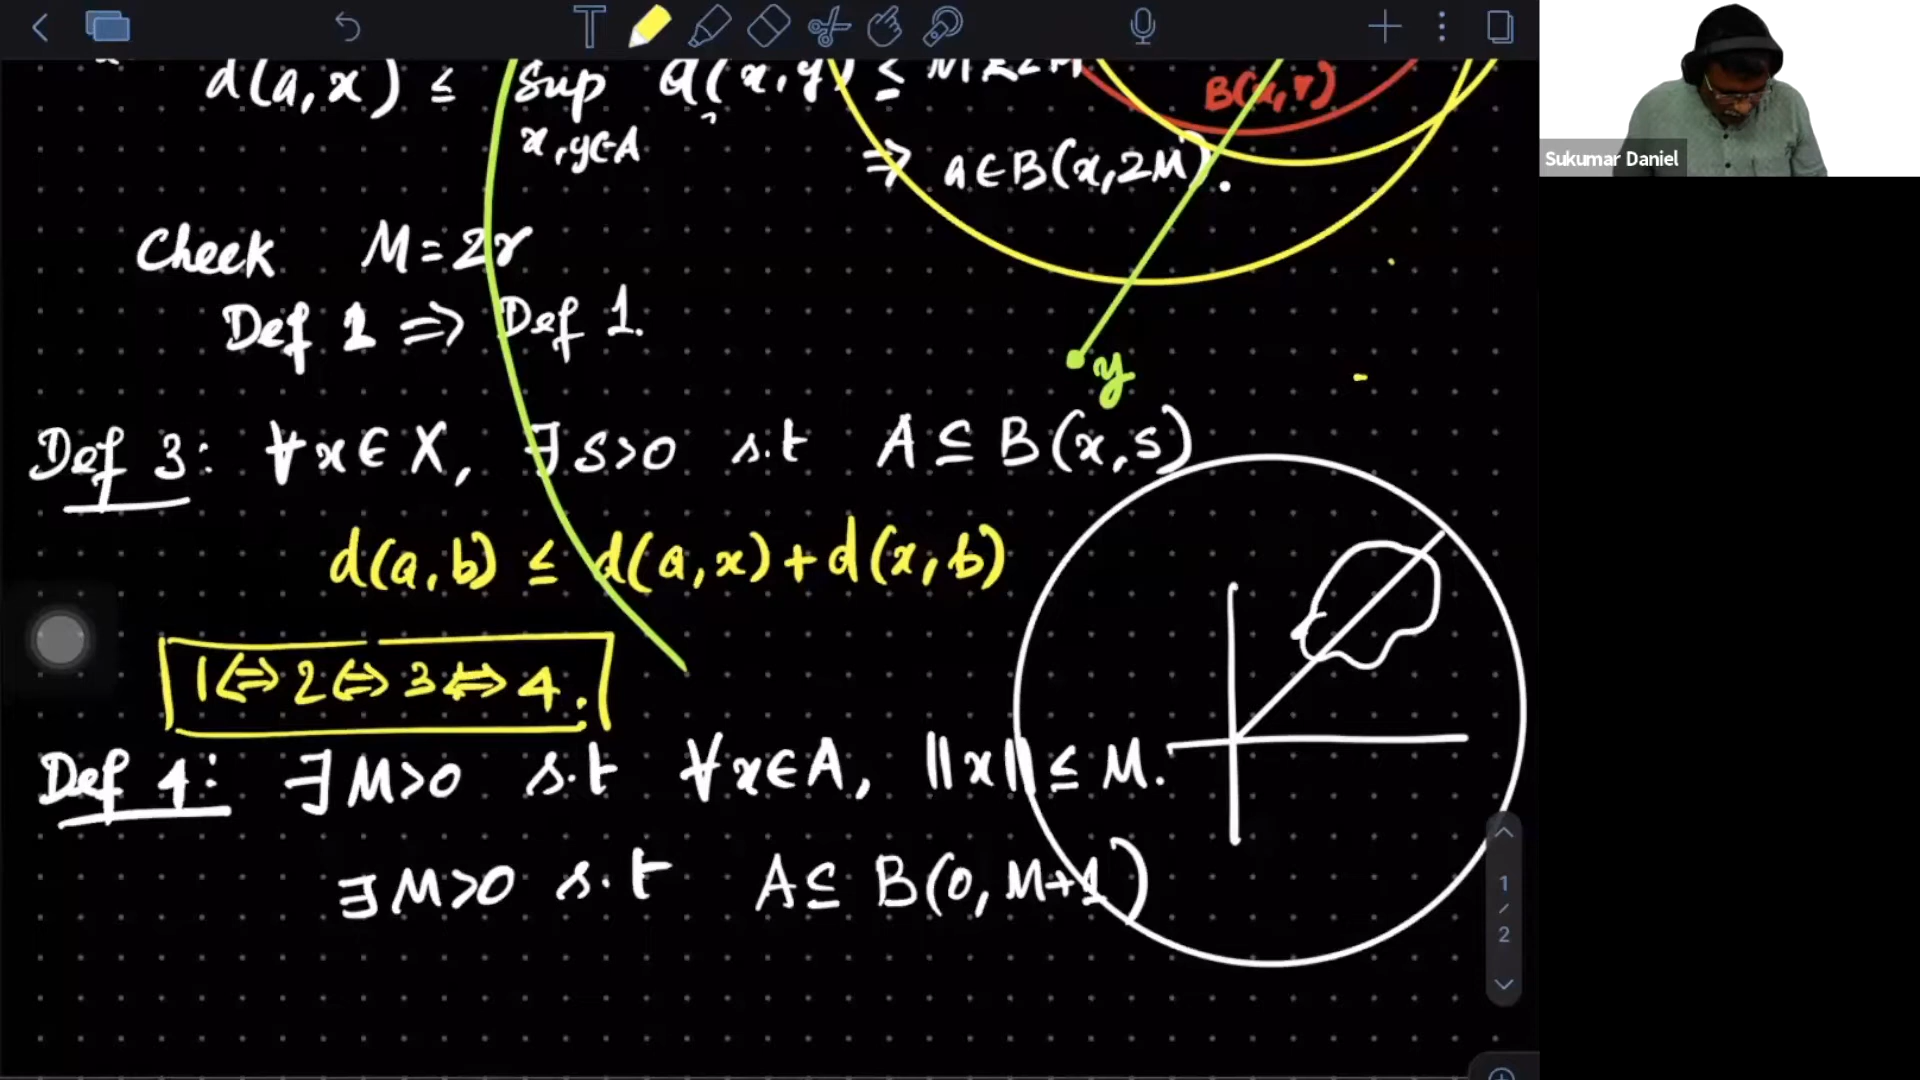 d(a,x) ≤ Sup d(x,y) ≤
x,y∈A
B(x,r)
⇒ a∈B(x,2M).
Check M=2r
Def 2 ⇒ Def 1.
y
Def 3: ∀x∈X, ∃ s>0 s.t A⊆B(x,s)
d(a,b) ≤ d(a,x)+d(x,b)
1⇔2⇔3⇔4.
Def 4: ∃M>0 s.t ∀x∈A, ||x||≤M.
∃M>0 s.t A⊆ B(0,M+1)
1
/
2
Sukumar Daniel